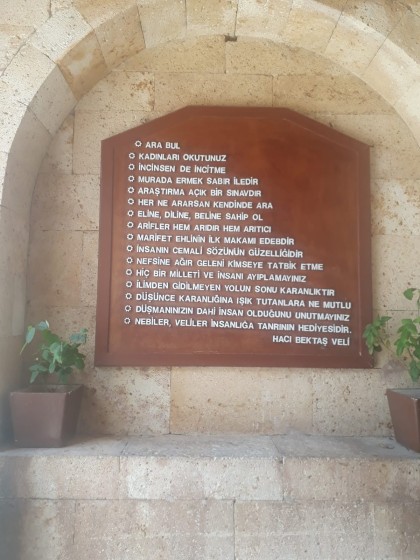 ARA BUL
KADINLARI OKUTUNUZ
İNCİNSEN DE İNCİTME
MURADA ERMEK SABIR İLEDİR
ARAŞTIRMA AÇIK BİR SINAVDIR
HER NE ARARSAN KENDİNDE ARA
ELİNE, DİLİNE, BELİNE SAHİP OL
ARİFLER HEM ARIDIR HEM ARITICI
MARİFET EHLİNİN İLK MAKAMI EDEBDİR
İNSANIN CEMALİ SÖZÜNÜN GÜZELLİĞİDİR
NEFSİNE AĞIR GELENİ KİMSEYE TATBİK ETME
HİÇ BİR MİLLETİ VE İNSANI AYIPLAMAYINIZ
İLİMDEN GİDİLMEYEN YOLUN SONU KARANLIKTIR
DÜŞÜNCE KARANLIĞINA IŞIK TUTANLARA NE MUTLU
DÜŞMANINIZIN DAHİ İNSAN OLDUĞUNU UNUTMAYINIZ
NEBİLER, VELİLER İNSANLIĞA TANRININ HEDİYESİDİR.
HACI BEKTAŞ VELİ